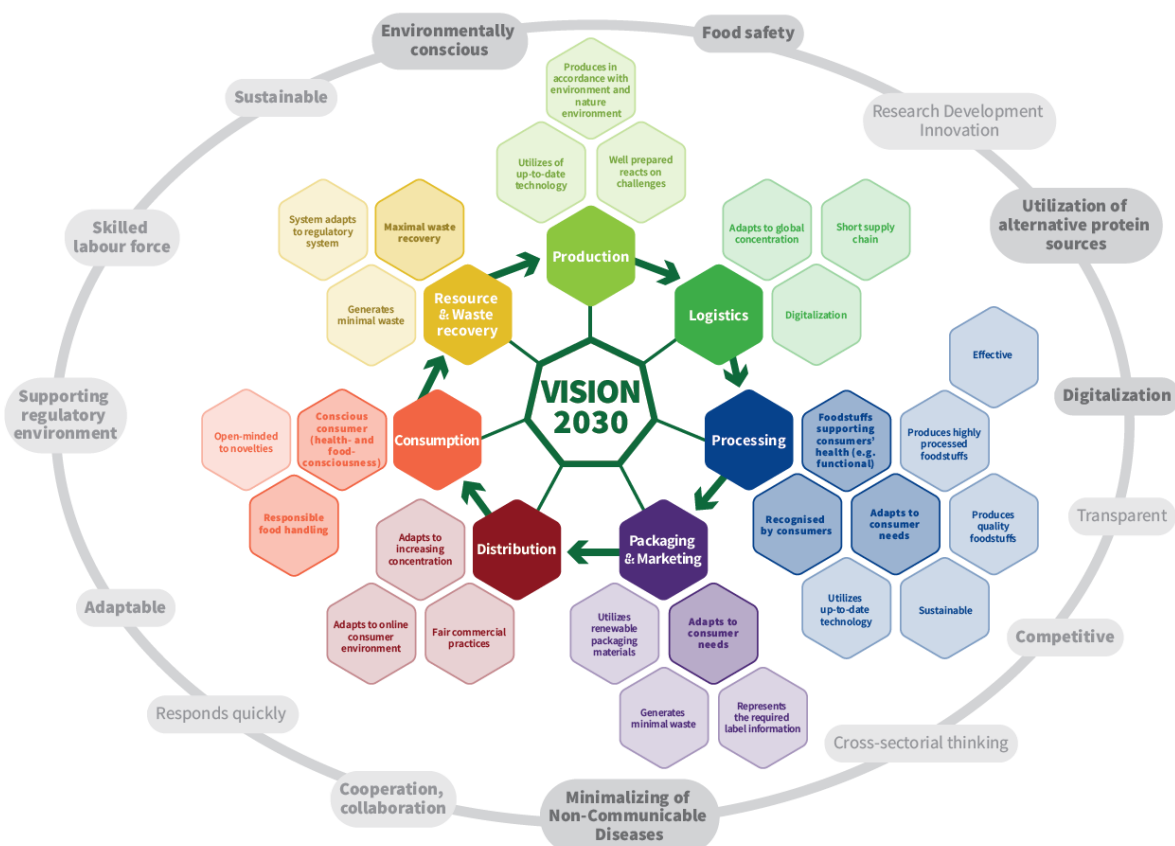 Environmentally
conscious
Food safety
Sustainable
Research Development
Innovation
Skilled
labour force
Utilization of
alternative protein
sources
Supporting
regulatory
environment
Digitalization
Transparent
Adaptable
Competitive
Responds quickly
Cross-sectorial thinking
Cooperation,
collaboration
Minimalizing of
Non-Communicable
Diseases
VISION
2030
Production
Produces in
accordance with
environment and
nature
environment
Utilizes of
up-to-date
technology
Well prepared
reacts on
challenges
Logistics
Adapts to global
concentration
Short supply
chain
Digitalization
Processing
Effective
Foodstuffs
supporting
consumers'
health (e.g.
functional)
Produces highly
processed
foodstuffs
Recognised
by consumers
Adapts to
consumer
needs
Produces
quality
foodstuffs
Utilizes
up-to-date
technology
Sustainable
Packaging
& Marketing
Utilizes
renewable
packaging
materials
Adapts to
consumer
needs
Generates
minimal waste
Represents
the required
label information
Distribution
Adapts to
increasing
concentration
Adapts to online
consumer
environment
Fair commercial
practices
Consumption
Open-minded
to novelties
Conscious
consumer
(health- and
food-
consciousness)
Responsible
food handling
Resource
& Waste
recovery
System adapts
to regulatory
system
Maximal waste
recovery
Generates
minimal waste